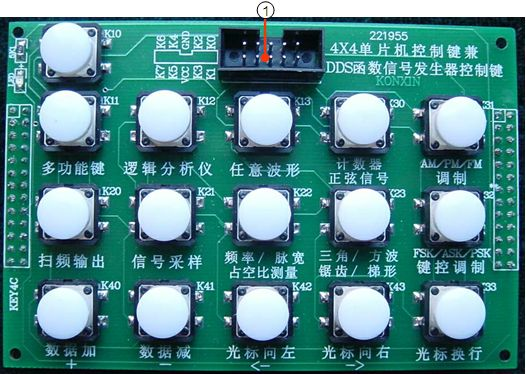 ①
K10
K6 K4 K2 K0
GND
K7 K5 K3 K1
VCC
221955
4X4单片机控制键兼
DDS函数信号发生器控制键
KONXIN
5K
LED
K11
K12
K13
K30
K31
多功能键
逻辑分析仪
任意波形
计数器
正弦信号
AM/PM/FM
调制
K20
K21
K22
K23
K32
扫频输出
信号采样
频率/脉宽
占空比测量
三角/方波
锯齿/梯形
FSK/ASK/PSK
键控调制
KEY4C
K40
K41
K42
K43
K33
数据加
+
数据减
−
光标向左
<-
光标向右
->
光标换行